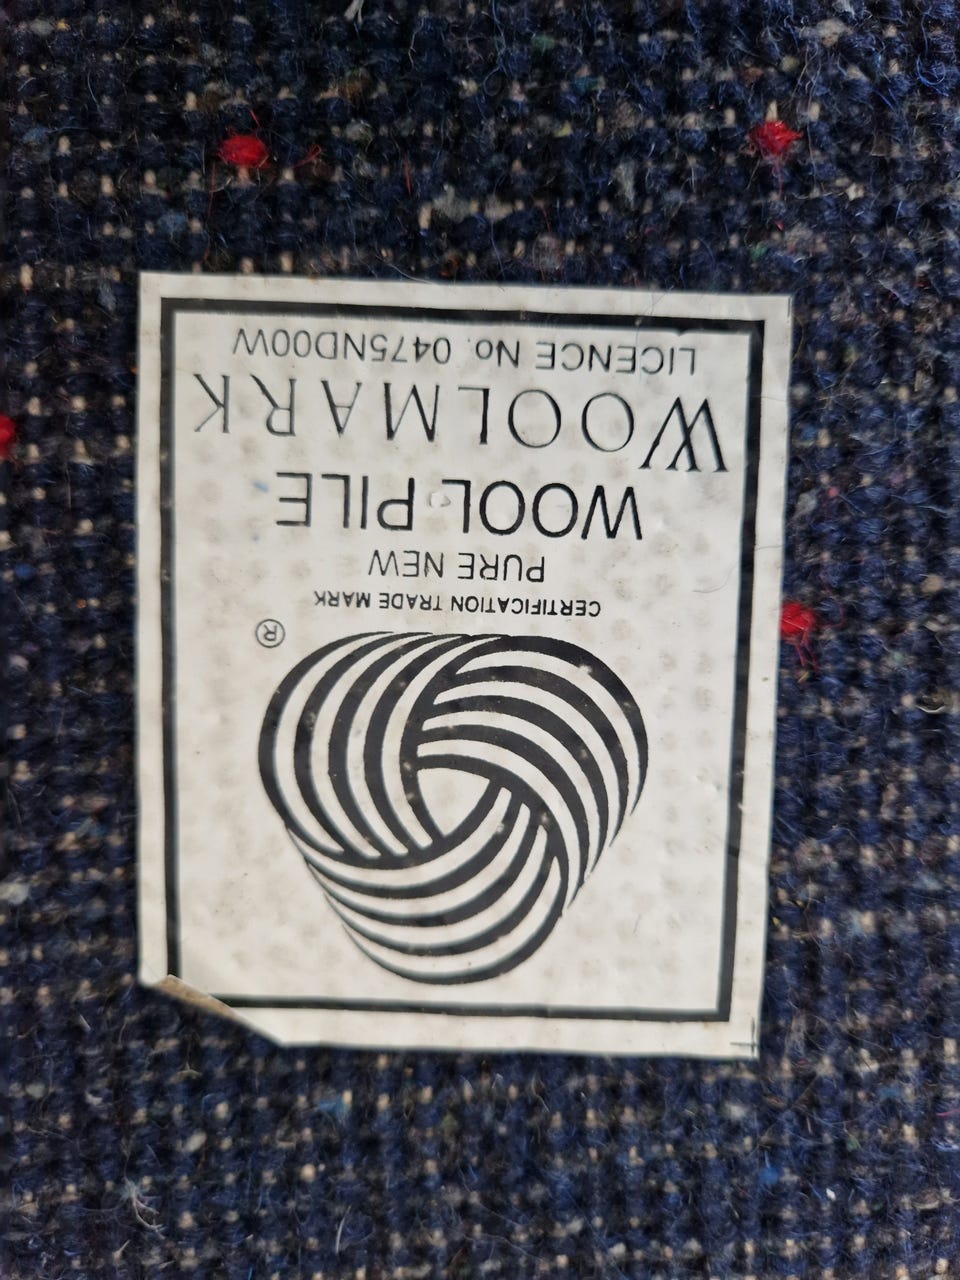 ®
CERTIFICATION TRADE MARK
PURE NEW
WOOL PILE
WOOLMARK
LICENCE No. 0475ND00W